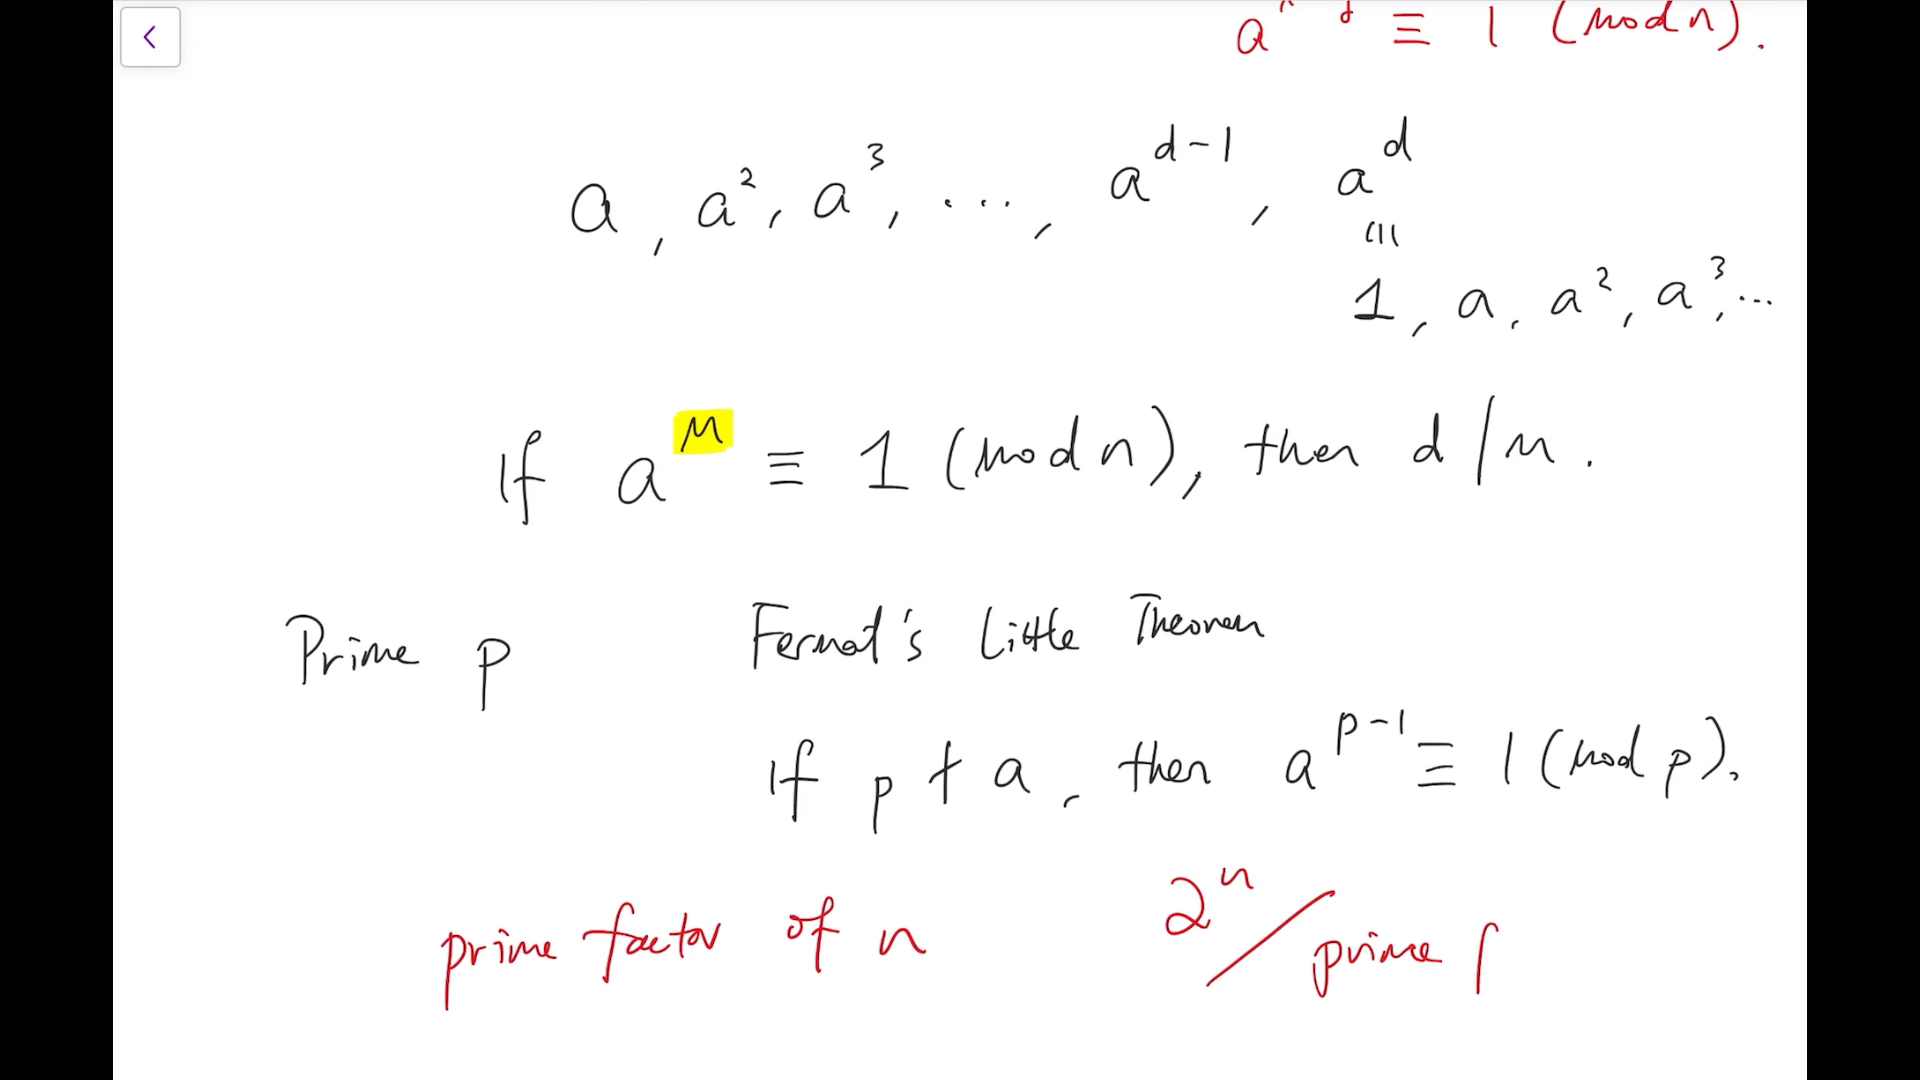 a ≡ 1 (mod n).
a, a², a³, ..., a^{d-1}, a^d
≡
1, a, a², a³, ...
If a^m ≡ 1 (mod n), then d | m.
Prime p Fermat's Little Theorem
If p ∤ a, then a^{p-1} ≡ 1 (mod p).
prime factor of n 2^n / prime